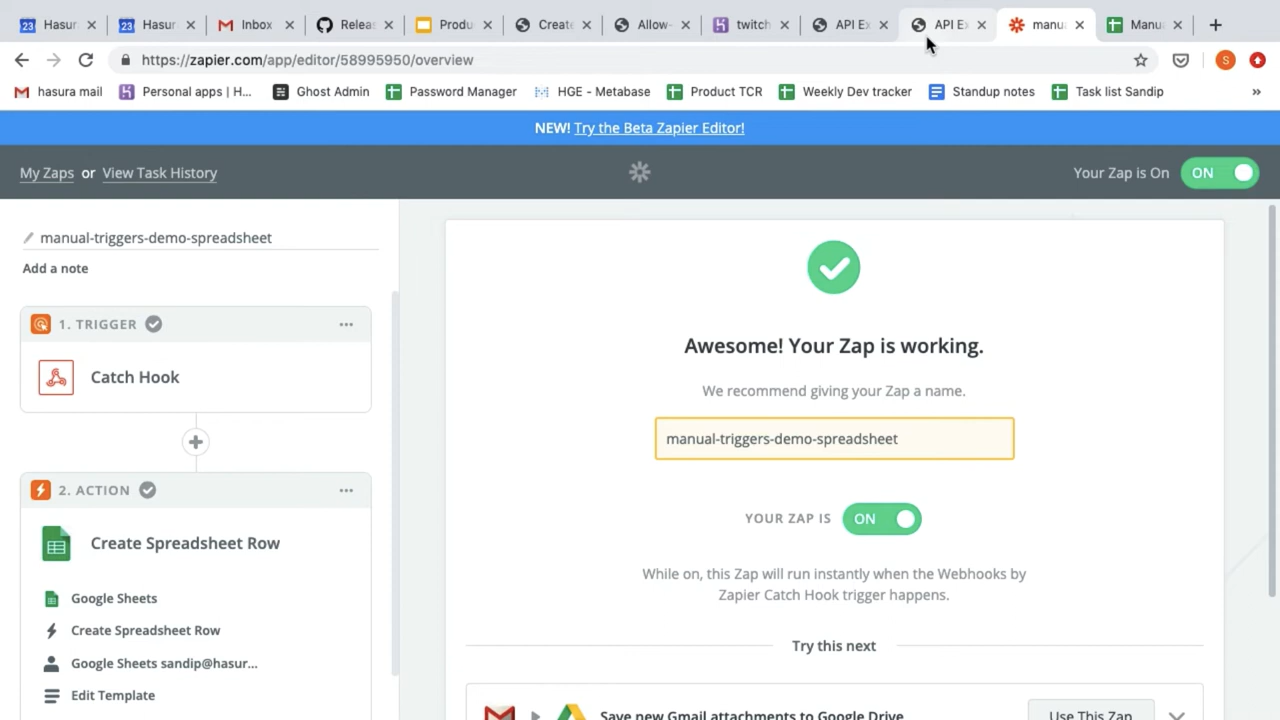 Hasur
Hasur
Inbox
Relea
Produ
Create
Allow-
twitch
API Ex
API Ex
manu
Manu
https://zapier.com/app/editor/58995950/overview
S
hasura mail
Personal apps | H...
Ghost Admin
Password Manager
HGE - Metabase
Product TCR
Weekly Dev tracker
Standup notes
Task list Sandip
»
NEW! Try the Beta Zapier Editor!
My Zaps or View Task History
Your Zap is On ON
manual-triggers-demo-spreadsheet
Add a note
1. TRIGGER
Catch Hook
2. ACTION
Create Spreadsheet Row
Google Sheets
Create Spreadsheet Row
Google Sheets sandip@hasur...
Edit Template
Awesome! Your Zap is working.
We recommend giving your Zap a name.
manual-triggers-demo-spreadsheet
YOUR ZAP IS ON
While on, this Zap will run instantly when the Webhooks by
Zapier Catch Hook trigger happens.
Try this next
Save new Gmail attachments to Google Drive
Use This Zap